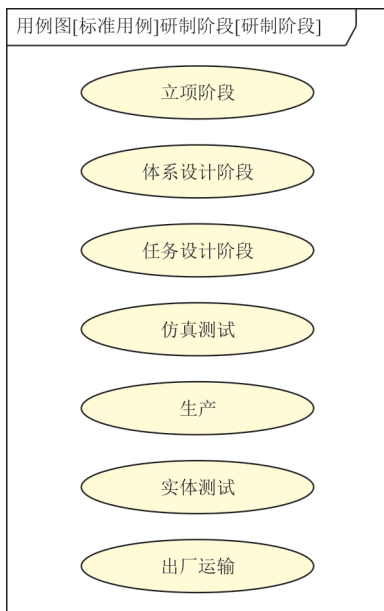 用例图[标准用例]研制阶段[研制阶段]
立项阶段
体系设计阶段
任务设计阶段
仿真测试
生产
实体测试
出厂运输